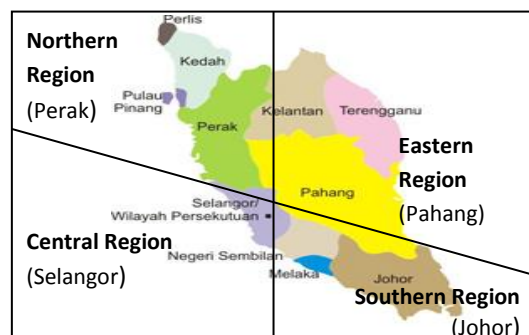 Perlis
Northern
Region
(Perak)
Kedah
Pulau
Pinang
Perak
Kelantan
Terengganu
Eastern
Region
(Pahang)
Pahang
Selangor/
Wilayah Persekutuan
Central Region
(Selangor)
Negeri Sembilan
Melaka
Johor
Southern Region
(Johor)